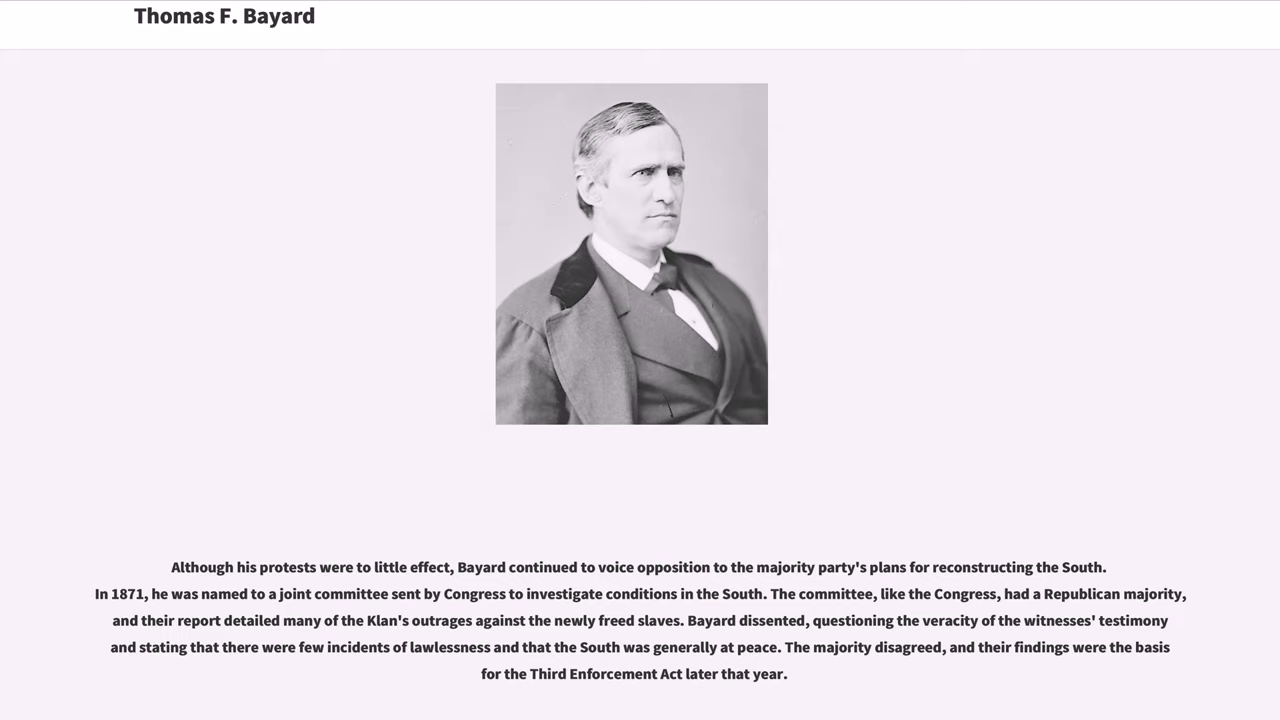 Thomas F. Bayard
Although his protests were to little effect, Bayard continued to voice opposition to the majority party's plans for reconstructing the South.
In 1871, he was named to a joint committee sent by Congress to investigate conditions in the South. The committee, like the Congress, had a Republican majority,
and their report detailed many of the Klan's outrages against the newly freed slaves. Bayard dissented, questioning the veracity of the witnesses' testimony
and stating that there were few incidents of lawlessness and that the South was generally at peace. The majority disagreed, and their findings were the basis
for the Third Enforcement Act later that year.